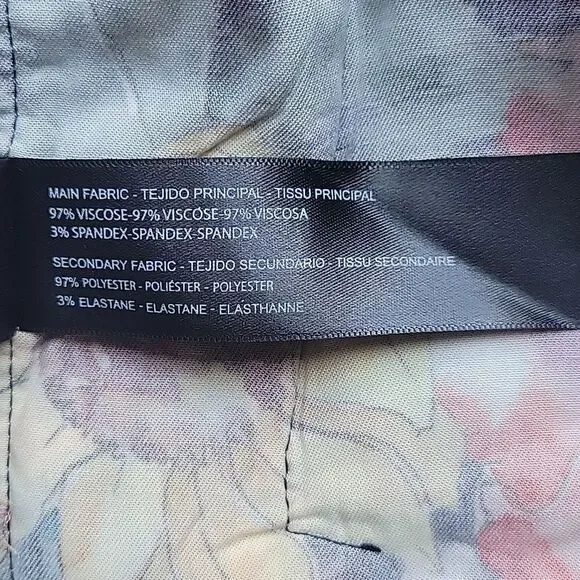 MAIN FABRIC - TEJIDO PRINCIPAL - TISSU PRINCIPAL
97% VISCOSE-97% VISCOSE-97% VISCOSA
3% SPANDEX-SPANDEX-SPANDEX
SECONDARY FABRIC - TEJIDO SECUNDARIO - TISSU SECONDAIRE
97% POLYESTER - POLIÉSTER - POLYESTER
3% ELASTANE - ELASTANE - ELASTHANNE